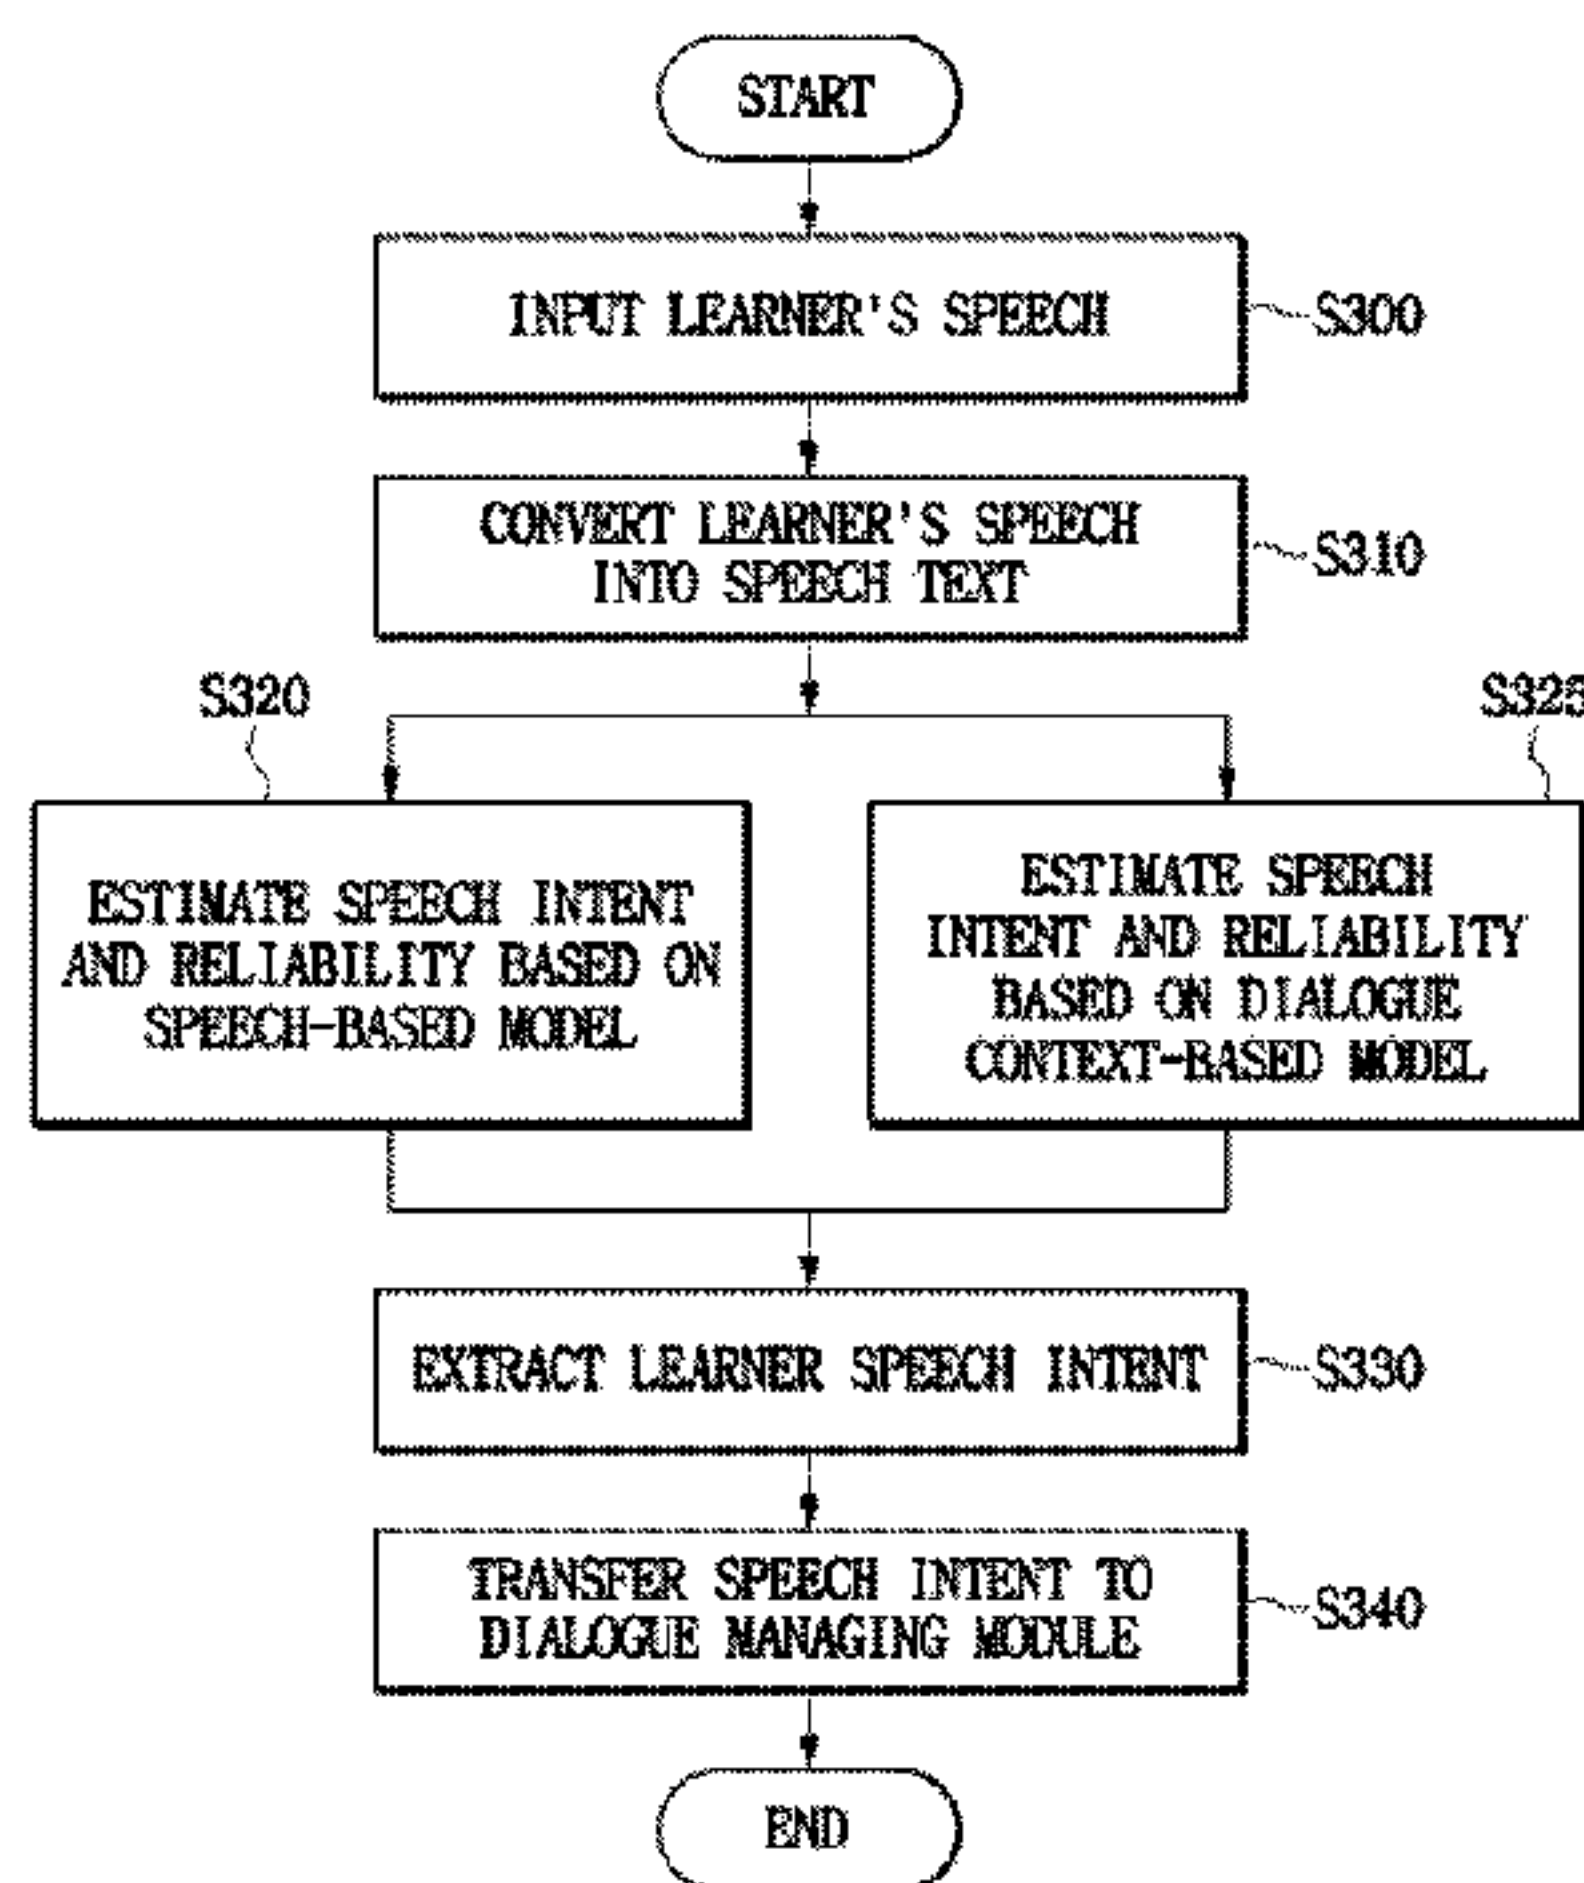 START
INPUT LEARNER'S SPEECH
S300
CONVERT LEARNER'S SPEECH
INTO SPEECH TEXT
S310
S320
ESTIMATE SPEECH INTENT
AND RELIABILITY BASED ON
SPEECH-BASED MODEL
ESTIMATE SPEECH
INTENT AND RELIABILITY
BASED ON DIALOGUE
CONTEXT-BASED MODEL
EXTRACT LEARNER SPEECH INTENT
S330
TRANSFER SPEECH INTENT TO
DIALOGUE MANAGING MODULE
S340
END